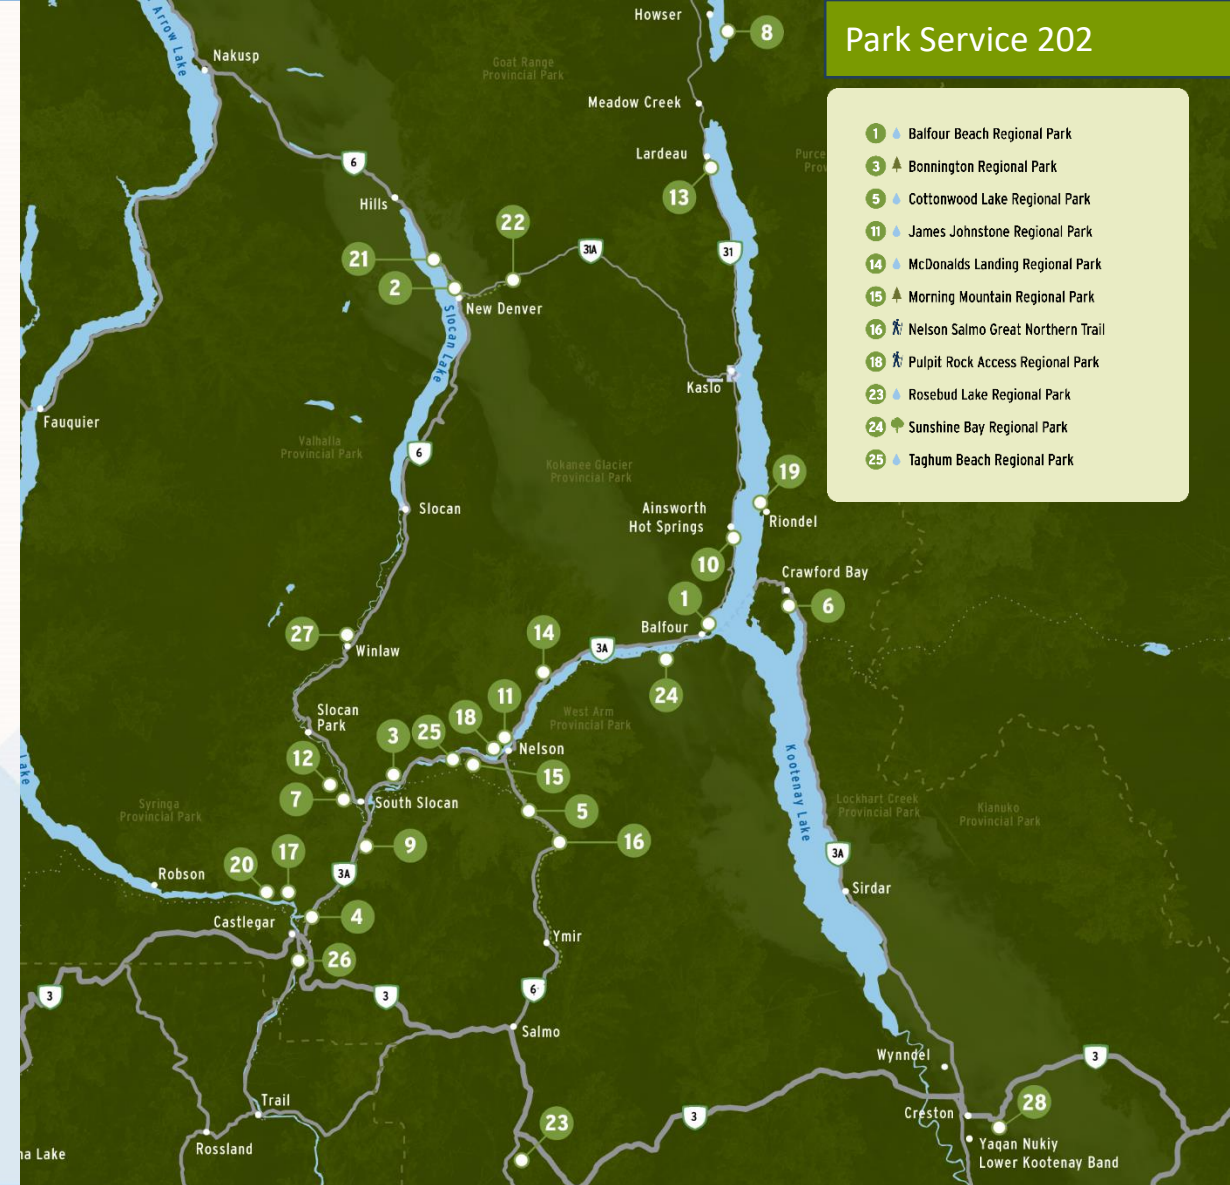 Park Service 202
1 Balfour Beach Regional Park
3 Bonnington Regional Park
5 Cottonwood Lake Regional Park
11 James Johnstone Regional Park
14 McDonalds Landing Regional Park
15 Morning Mountain Regional Park
16 Nelson Salmo Great Northern Trail
18 Pulpit Rock Access Regional Park
23 Rosebud Lake Regional Park
24 Sunshine Bay Regional Park
25 Taghum Beach Regional Park
Arrow Lake
Howser
8
Nakusp
Goat Range
Provincial Park
Meadow Creek
6
Lardeau
13
Hills
22
21
31A
31
2
New Denver
Slocan Lake
Kaslo
Fauquier
Valhalla
Provincial Park
6
Kokanee Glacier
Provincial Park
19
Slocan
Ainsworth
Hot Springs
Riondel
10
Crawford Bay
1
6
27
14
Balfour
3A
Winlaw
24
11
Slocan
Park
18
West Arm
Provincial Park
3
25
Nelson
12
15
Kootenay Lake
Lake
7
South Slocan
5
Syringa
Provincial Park
Lockhart Creek
Provincial Park
Kianuko
Provincial Park
9
16
20
17
3A
3A
Robson
Sirdar
4
Castlegar
Ymir
26
3
3
6
Salmo
Wynndel
3
Trail
28
Creston
3
23
Rossland
Yaqan Nukiy
Lower Kootenay Band
na Lake